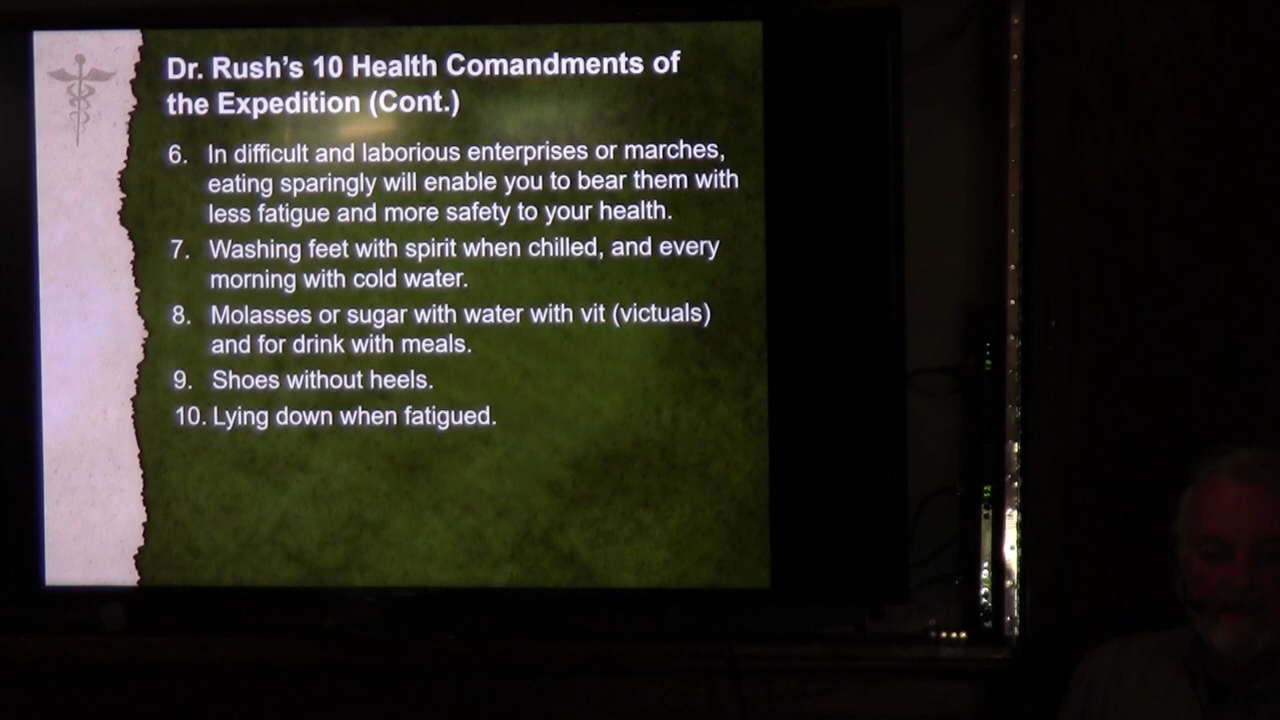 Dr. Rush's 10 Health Comandments of
the Expedition (Cont.)
6. In difficult and laborious enterprises or marches,
eating sparingly will enable you to bear them with
less fatigue and more safety to your health.
7. Washing feet with spirit when chilled, and every
morning with cold water.
8. Molasses or sugar with water with vit (victuals)
and for drink with meals.
9. Shoes without heels.
10. Lying down when fatigued.